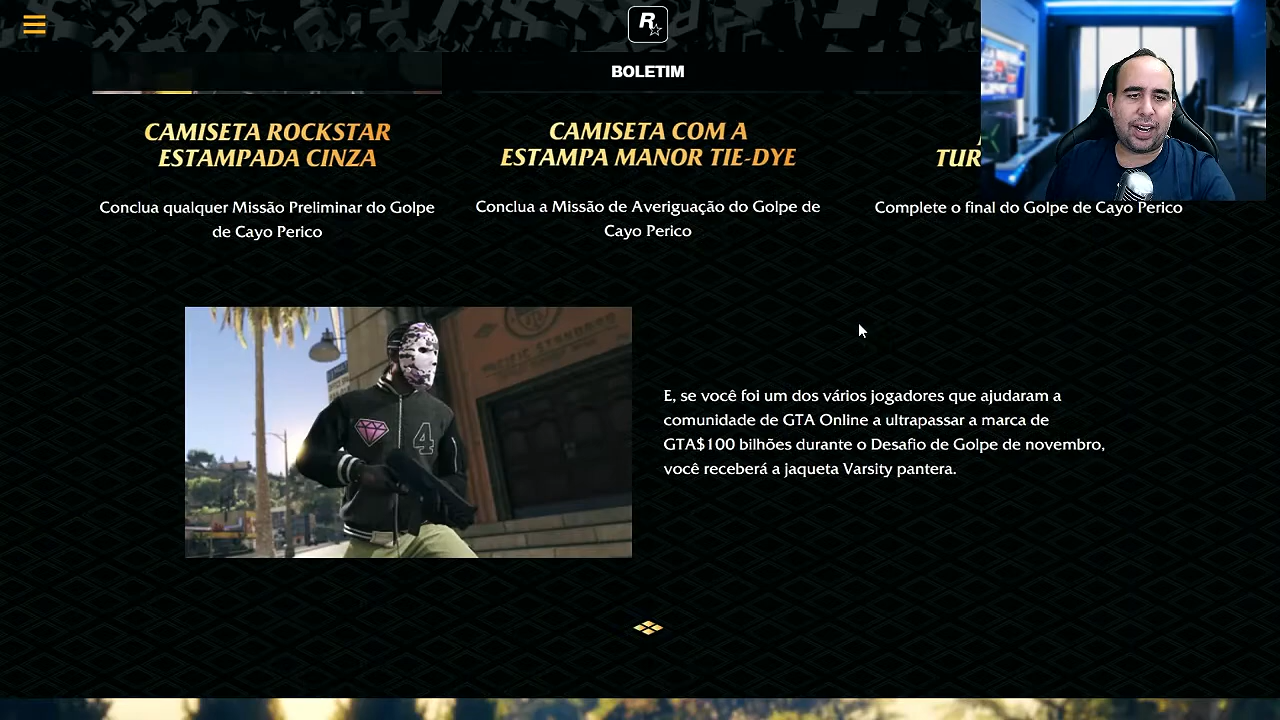 R
BOLETIM
CAMISETA ROCKSTAR
ESTAMPADA CINZA
CAMISETA COM A
ESTAMPA MANOR TIE-DYE
TUR
Conclua qualquer Missão Preliminar do Golpe
de Cayo Perico
Conclua a Missão de Averiguação do Golpe de
Cayo Perico
Complete o final do Golpe de Cayo Perico
PACIFIC STANDARD
4
E, se você foi um dos vários jogadores que ajudaram a
comunidade de GTA Online a ultrapassar a marca de
GTA$100 bilhões durante o Desafio de Golpe de novembro,
você receberá a jaqueta Varsity pantera.